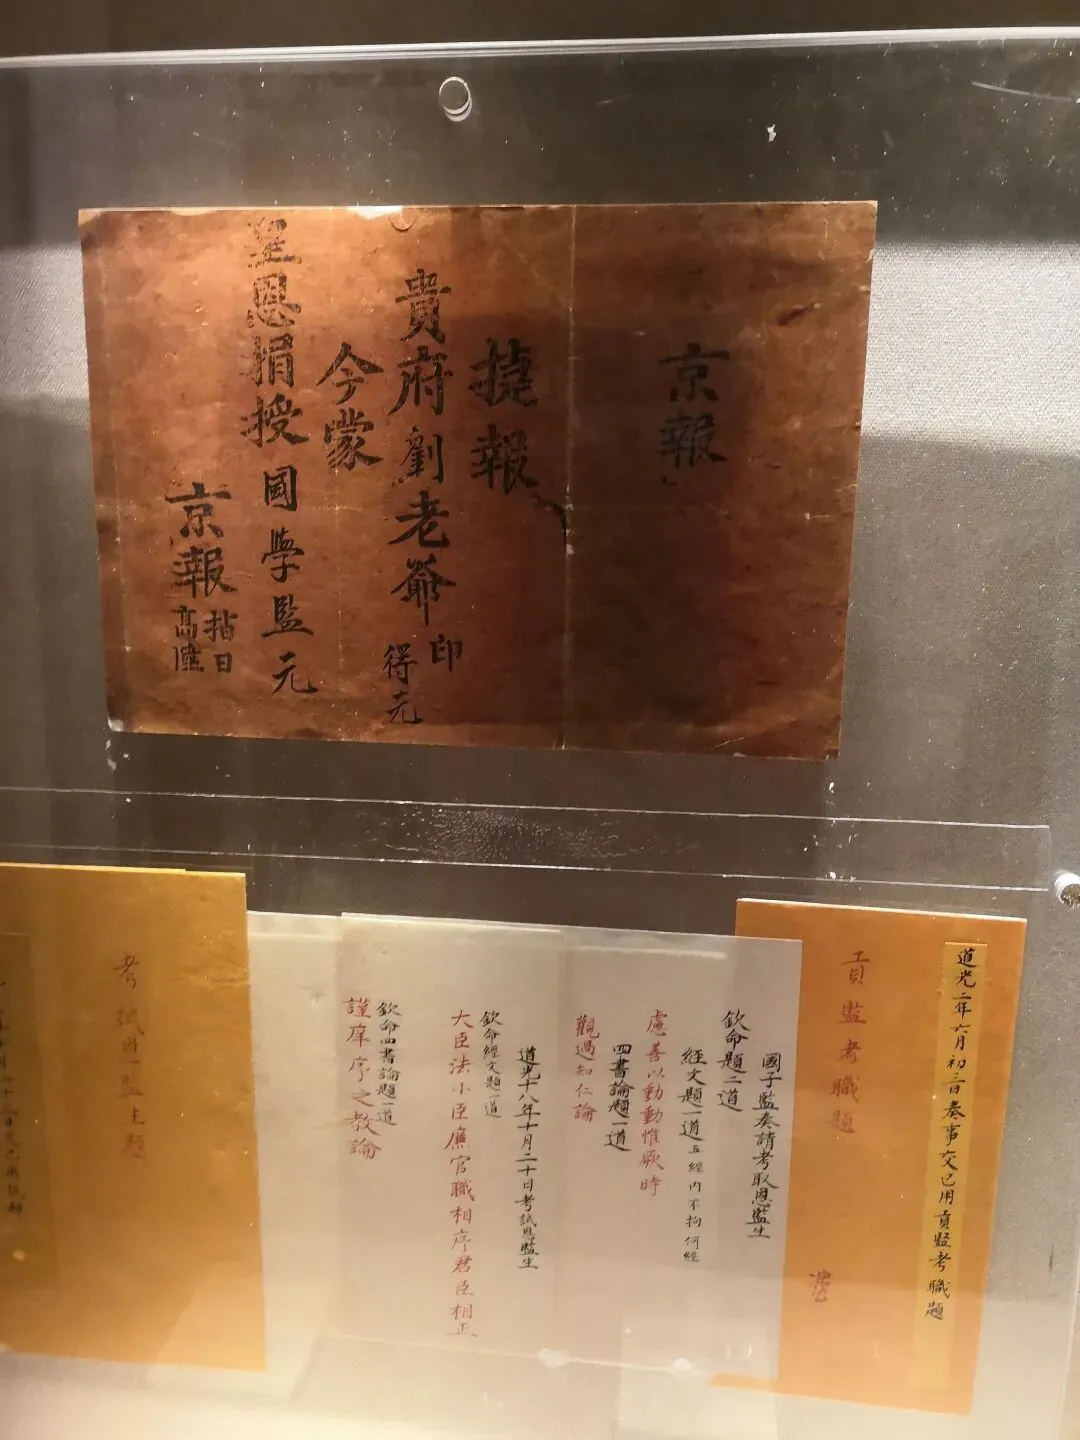 京報
捷報
貴府劉老爺印得元
今蒙
聖恩捐授國學監元
京報
指日高陞
道光二年六月初三日奏事交已用貢監考職題
貢監考職題
國子監奏請考取恩監生
欽命題二道
經文題一道五經內不拘何經
慮善以動動惟厥時
四書論題一道
觀過知仁論
道光十八年十月二十日考試恩監生
欽命經文題一道
大臣法小臣廉官職相序君臣相正
欽命四書論題一道
謹庠序之教論
考試恩監生題